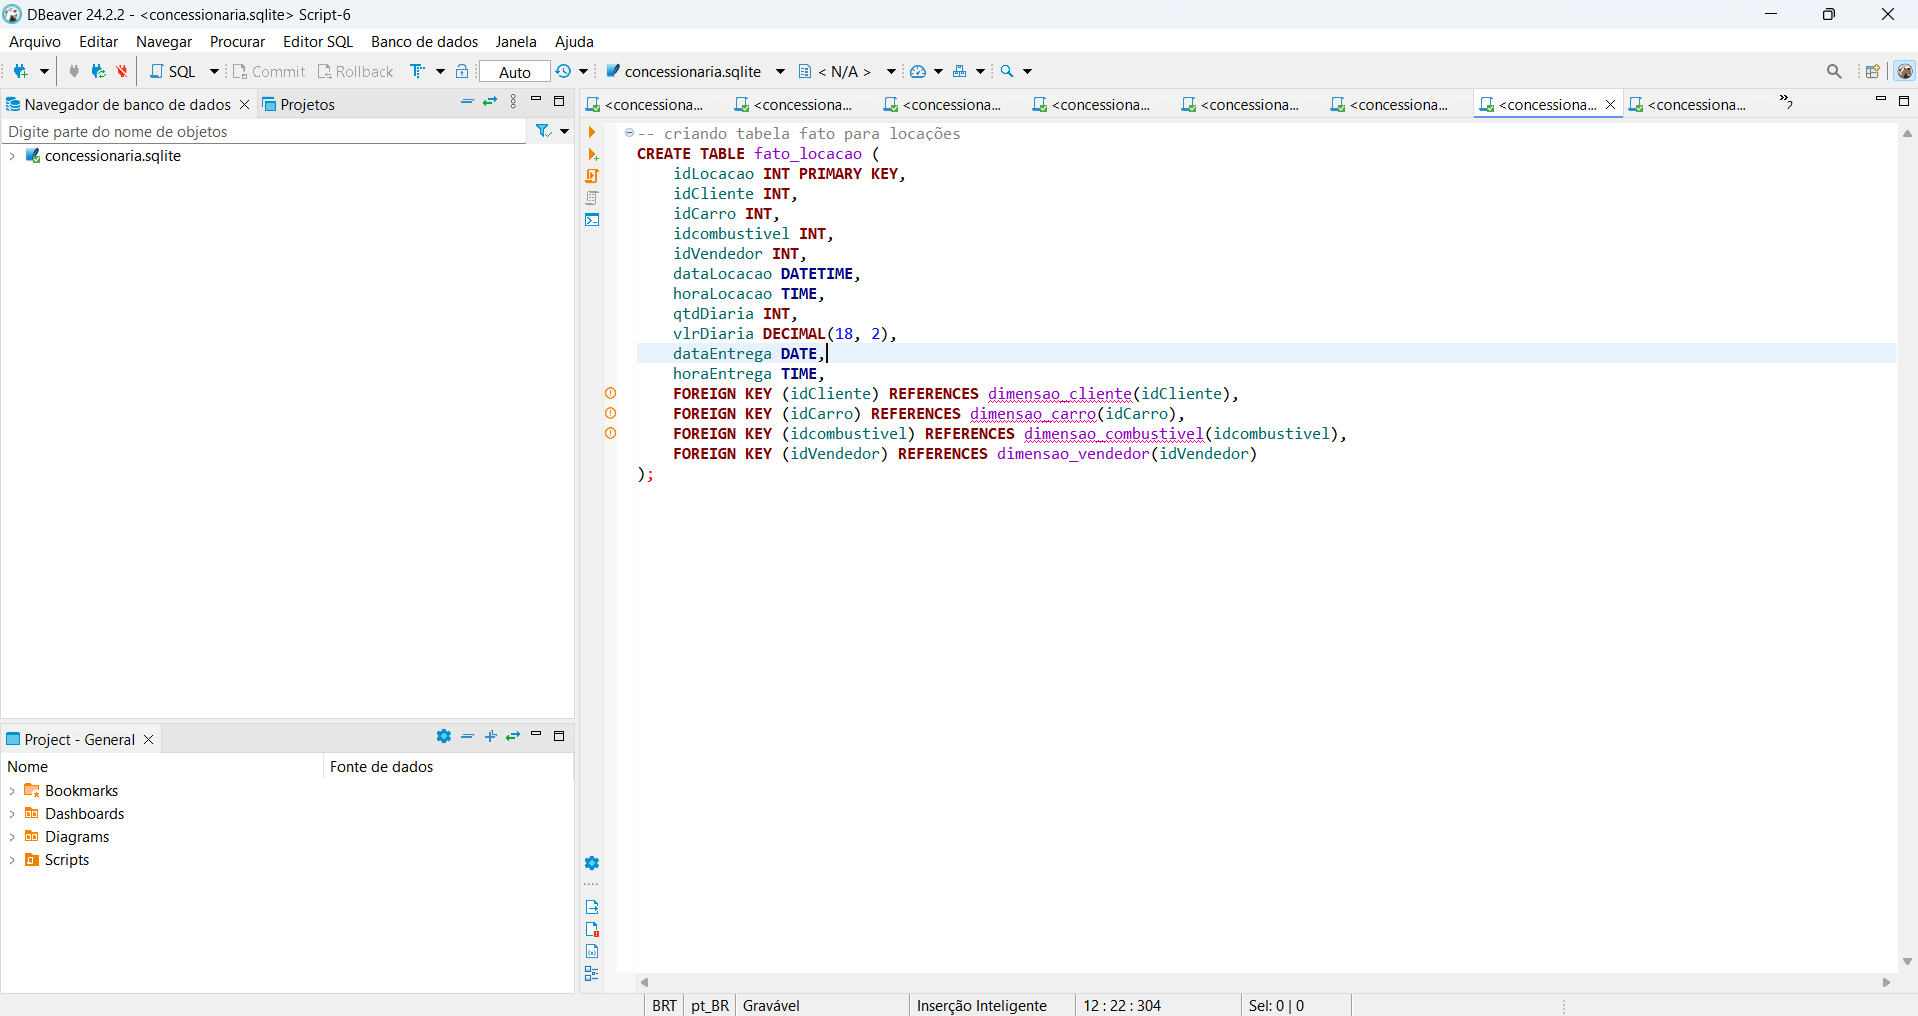 DBeaver 24.2.2 - <concessionaria.sqlite> Script-6
Arquivo Editar Navegar Procurar Editor SQL Banco de dados Janela Ajuda
SQL Commit Rollback Auto concessionaria.sqlite < N/A >
Navegador de banco de dados Projetos
<concessiona... <concessiona... <concessiona... <concessiona... <concessiona... <concessiona... <concessiona... <concessiona... »2
Digite parte do nome de objetos
concessionaria.sqlite
-- criando tabela fato para locações
CREATE TABLE fato_locacao (
idLocacao INT PRIMARY KEY,
idCliente INT,
idCarro INT,
idcombustivel INT,
idVendedor INT,
dataLocacao DATETIME,
horaLocacao TIME,
qtdDiaria INT,
vlrDiaria DECIMAL(18, 2),
dataEntrega DATE,
horaEntrega TIME,
FOREIGN KEY (idCliente) REFERENCES dimensao_cliente(idCliente),
FOREIGN KEY (idCarro) REFERENCES dimensao_carro(idCarro),
FOREIGN KEY (idcombustivel) REFERENCES dimensao_combustivel(idcombustivel),
FOREIGN KEY (idVendedor) REFERENCES dimensao_vendedor(idVendedor)
);
Project - General
Nome Fonte de dados
Bookmarks
Dashboards
Diagrams
Scripts
BRT pt_BR Gravável Inserção Inteligente 12 : 22 : 304 Sel: 0 | 0